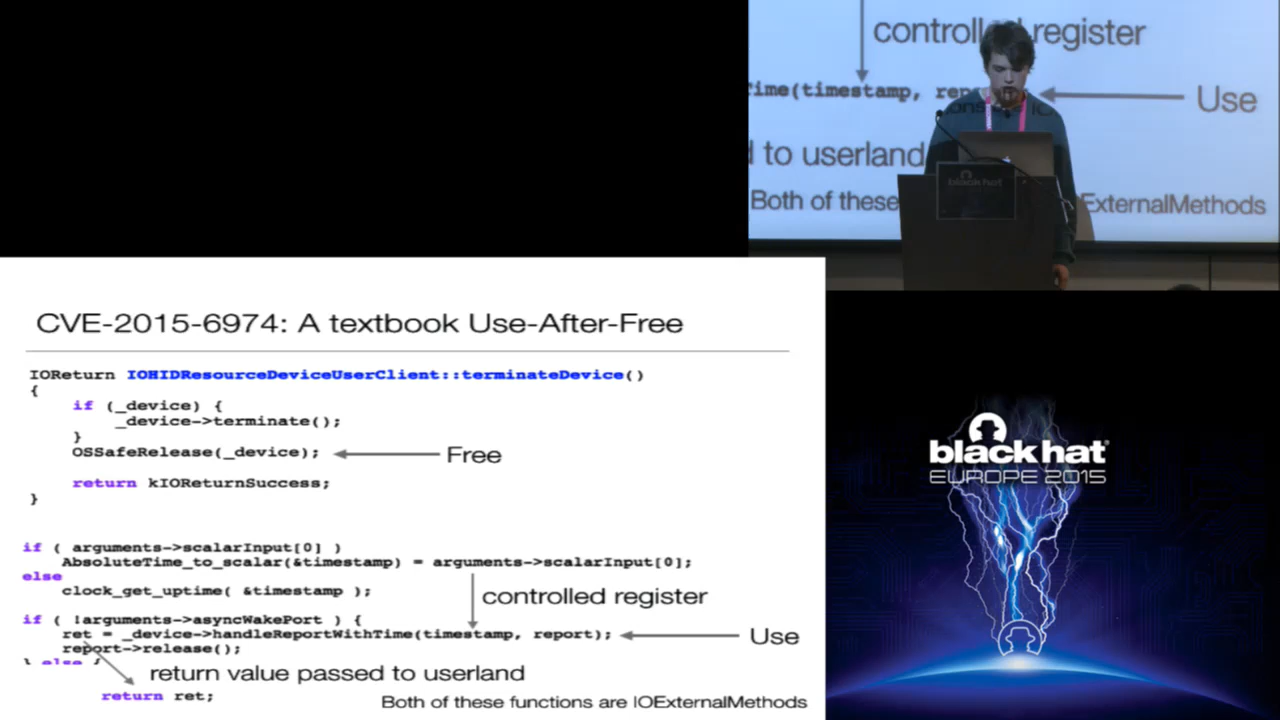 controlled register
Time(timestamp, rep
Use
d to userland
Both of these
ExternalMethods
black hat
CVE-2015-6974: A textbook Use-After-Free
IOReturn IOHIDResourceDeviceUserClient::terminateDevice()
{
if (_device) {
_device->terminate();
}
OSSafeRelease(_device);
Free
return kIOReturnSuccess;
}
if ( arguments->scalarInput[0] )
AbsoluteTime_to_scalar(&timestamp) = arguments->scalarInput[0];
else
clock_get_uptime( &timestamp );
controlled register
if ( !arguments->asyncWakePort ) {
ret = _device->handleReportWithTime(timestamp, report);
Use
report->release();
} else {
return value passed to userland
return ret;
Both of these functions are IOExternalMethods
black hat
EUROPE 2015